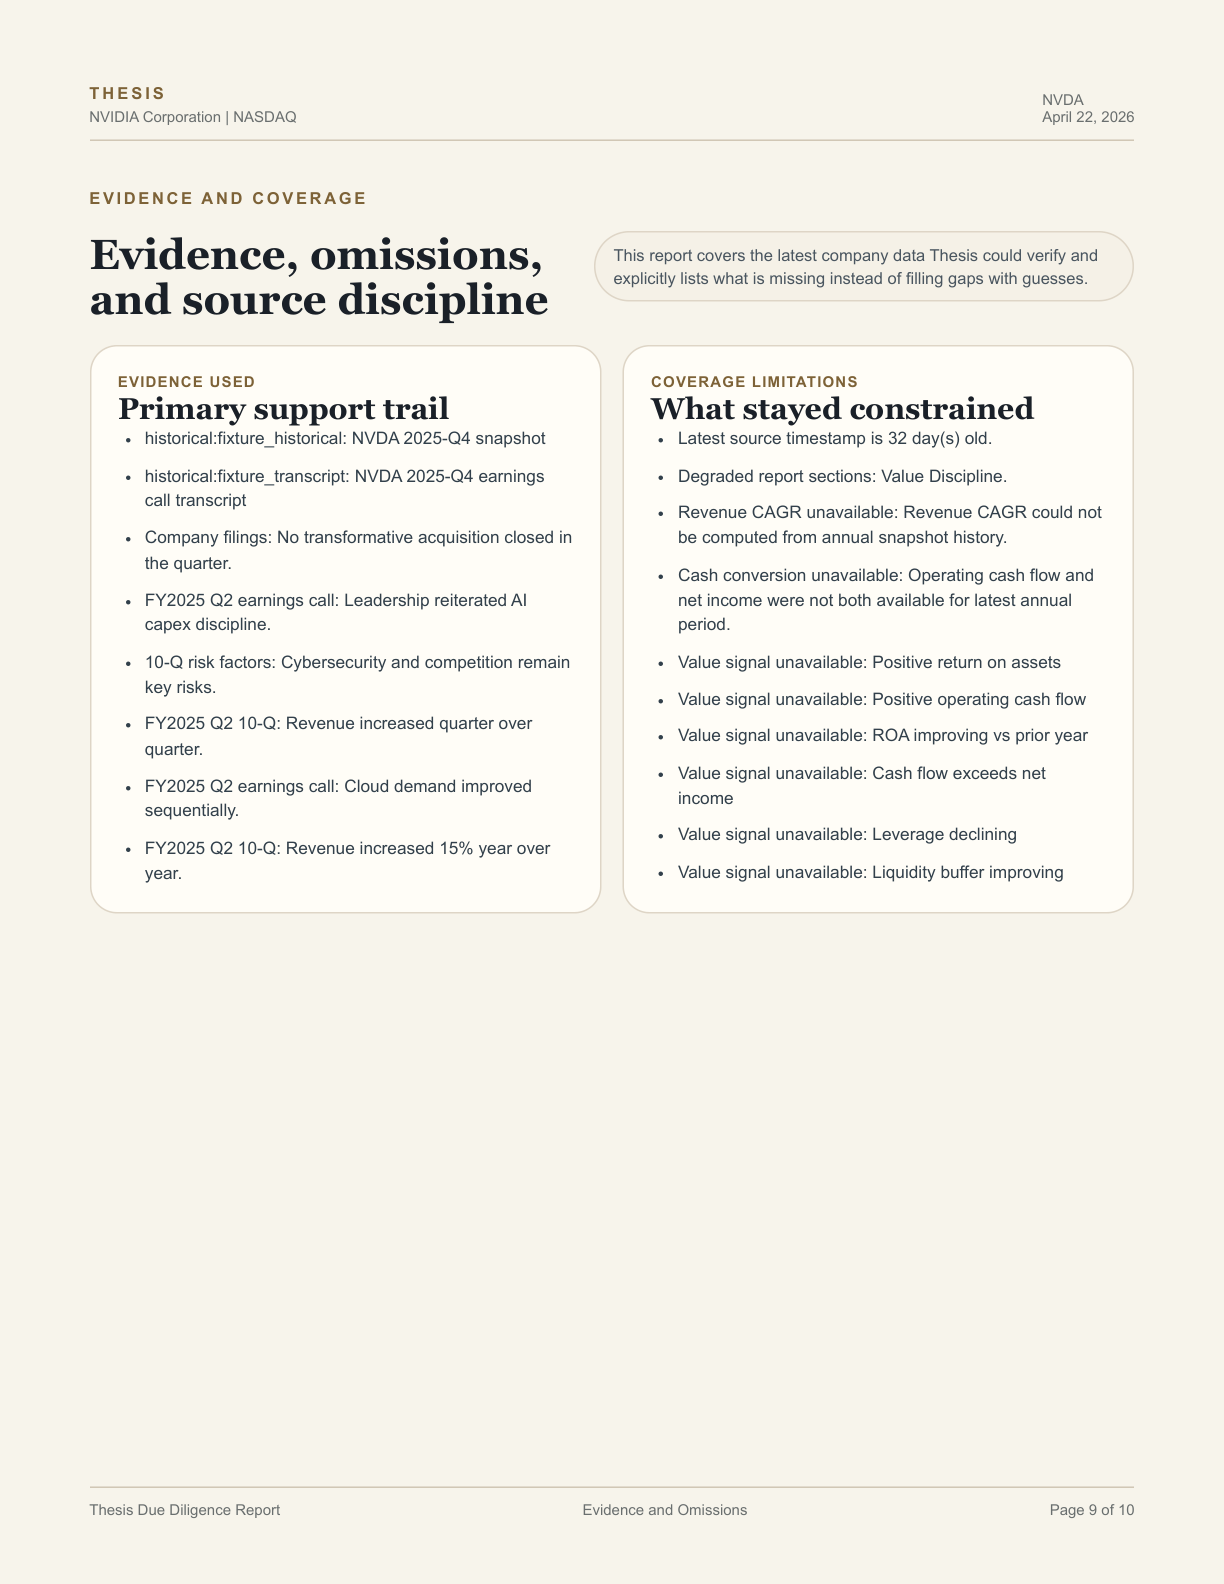 THESIS
NVIDIA Corporation | NASDAQ
NVDA
April 22, 2026
EVIDENCE AND COVERAGE
Evidence, omissions,
and source discipline
This report covers the latest company data Thesis could verify and
explicitly lists what is missing instead of filling gaps with guesses.
EVIDENCE USED
Primary support trail
• historical:fixture_historical: NVDA 2025-Q4 snapshot
• historical:fixture_transcript: NVDA 2025-Q4 earnings
call transcript
• Company filings: No transformative acquisition closed in
the quarter.
• FY2025 Q2 earnings call: Leadership reiterated AI
capex discipline.
• 10-Q risk factors: Cybersecurity and competition remain
key risks.
• FY2025 Q2 10-Q: Revenue increased quarter over
quarter.
• FY2025 Q2 earnings call: Cloud demand improved
sequentially.
• FY2025 Q2 10-Q: Revenue increased 15% year over
year.
COVERAGE LIMITATIONS
What stayed constrained
• Latest source timestamp is 32 day(s) old.
• Degraded report sections: Value Discipline.
• Revenue CAGR unavailable: Revenue CAGR could not
be computed from annual snapshot history.
• Cash conversion unavailable: Operating cash flow and
net income were not both available for latest annual
period.
• Value signal unavailable: Positive return on assets
• Value signal unavailable: Positive operating cash flow
• Value signal unavailable: ROA improving vs prior year
• Value signal unavailable: Cash flow exceeds net
income
• Value signal unavailable: Leverage declining
• Value signal unavailable: Liquidity buffer improving
Thesis Due Diligence Report
Evidence and Omissions
Page 9 of 10